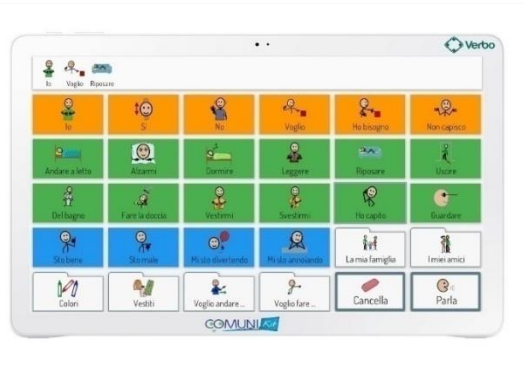 Verbo
Io Voglio Riposare
Io Sì No Voglio Ho bisogno Non capisco
Andare a letto Alzarmi Dormire Leggere Riposare Uscire
Del bagno Fare la doccia Vestirmi Svestirmi Ho capito Guardare
Sto bene Sto male Mi sto divertendo Mi sto annoiando La mia famiglia I miei amici
Colori Vestiti Voglio andare ... Voglio fare ... Cancella Parla
COMUNIKit